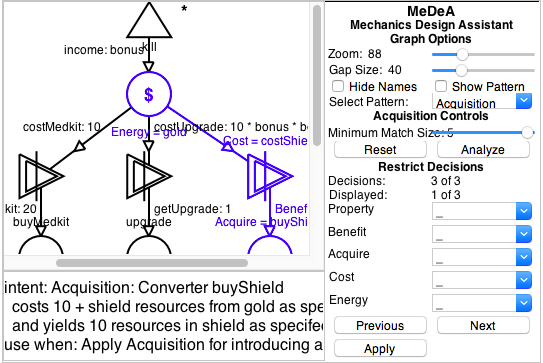 *
income: bonus
kill
$
costMedkit: 10
Energy = gold
costUpgrade: 10 * bonus * b
Cost = costShie
kit: 20
buyMedkit
getUpgrade: 1
upgrade
Benef
Acquire = buyShi
intent: Acquisition: Converter buyShield
costs 10 + shield resources from gold as spe
and yields 10 resources in shield as specifed
use when: Apply Acquisition for introducing a
MeDeA
Mechanics Design Assistant
Graph Options
Zoom: 88
Gap Size: 40
Hide Names
Show Pattern
Select Pattern:
Acquisition
Acquisition Controls
Minimum Match Size: 5
Reset
Analyze
Restrict Decisions
Decisions: 3 of 3
Displayed: 1 of 3
Property _
Benefit _
Acquire _
Cost _
Energy _
Previous
Next
Apply